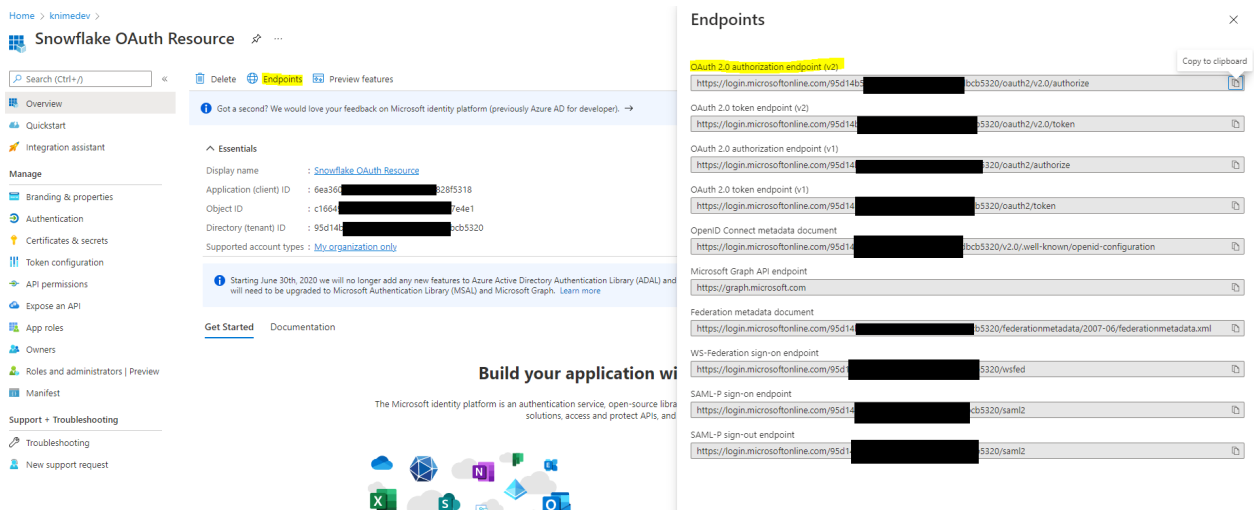 Home > knimedev >
Snowflake OAuth Resource
Search (Ctrl+/)
«
Overview
Quickstart
Integration assistant
Manage
Branding & properties
Authentication
Certificates & secrets
Token configuration
API permissions
Expose an API
App roles
Owners
Roles and administrators | Preview
Manifest
Support + Troubleshooting
Troubleshooting
New support request
Delete Endpoints Preview features
Got a second? We would love your feedback on Microsoft identity platform (previously Azure AD for developer). →
Essentials
Display name : Snowflake OAuth Resource
Application (client) ID : 6ea360 828f5318
Object ID : c1664 7e4e1
Directory (tenant) ID : 95d14b bcb5320
Supported account types : My organization only
Starting June 30th, 2020 we will no longer add any new features to Azure Active Directory Authentication Library (ADAL) and
will need to be upgraded to Microsoft Authentication Library (MSAL) and Microsoft Graph. Learn more
Get Started Documentation
Build your application wi
The Microsoft identity platform is an authentication service, open-source libra
solutions, access and protect APIs, and
Endpoints
Copy to clipboard
OAuth 2.0 authorization endpoint (v2)
https://login.microsoftonline.com/95d14b5 bcb5320/oauth2/v2.0/authorize
OAuth 2.0 token endpoint (v2)
https://login.microsoftonline.com/95d14b 5320/oauth2/v2.0/token
OAuth 2.0 authorization endpoint (v1)
https://login.microsoftonline.com/95d14 5320/oauth2/authorize
OAuth 2.0 token endpoint (v1)
https://login.microsoftonline.com/95d14 b5320/oauth2/token
OpenID Connect metadata document
https://login.microsoftonline.com/95d14 dbcb5320/v2.0/.well-known/openid-configuration
Microsoft Graph API endpoint
https://graph.microsoft.com
Federation metadata document
https://login.microsoftonline.com/95d14 b5320/federationmetadata/2007-06/federationmetadata.xml
WS-Federation sign-on endpoint
https://login.microsoftonline.com/95d1 5320/wsfed
SAML-P sign-on endpoint
https://login.microsoftonline.com/95d14 cb5320/saml2
SAML-P sign-out endpoint
https://login.microsoftonline.com/95d1 5320/saml2